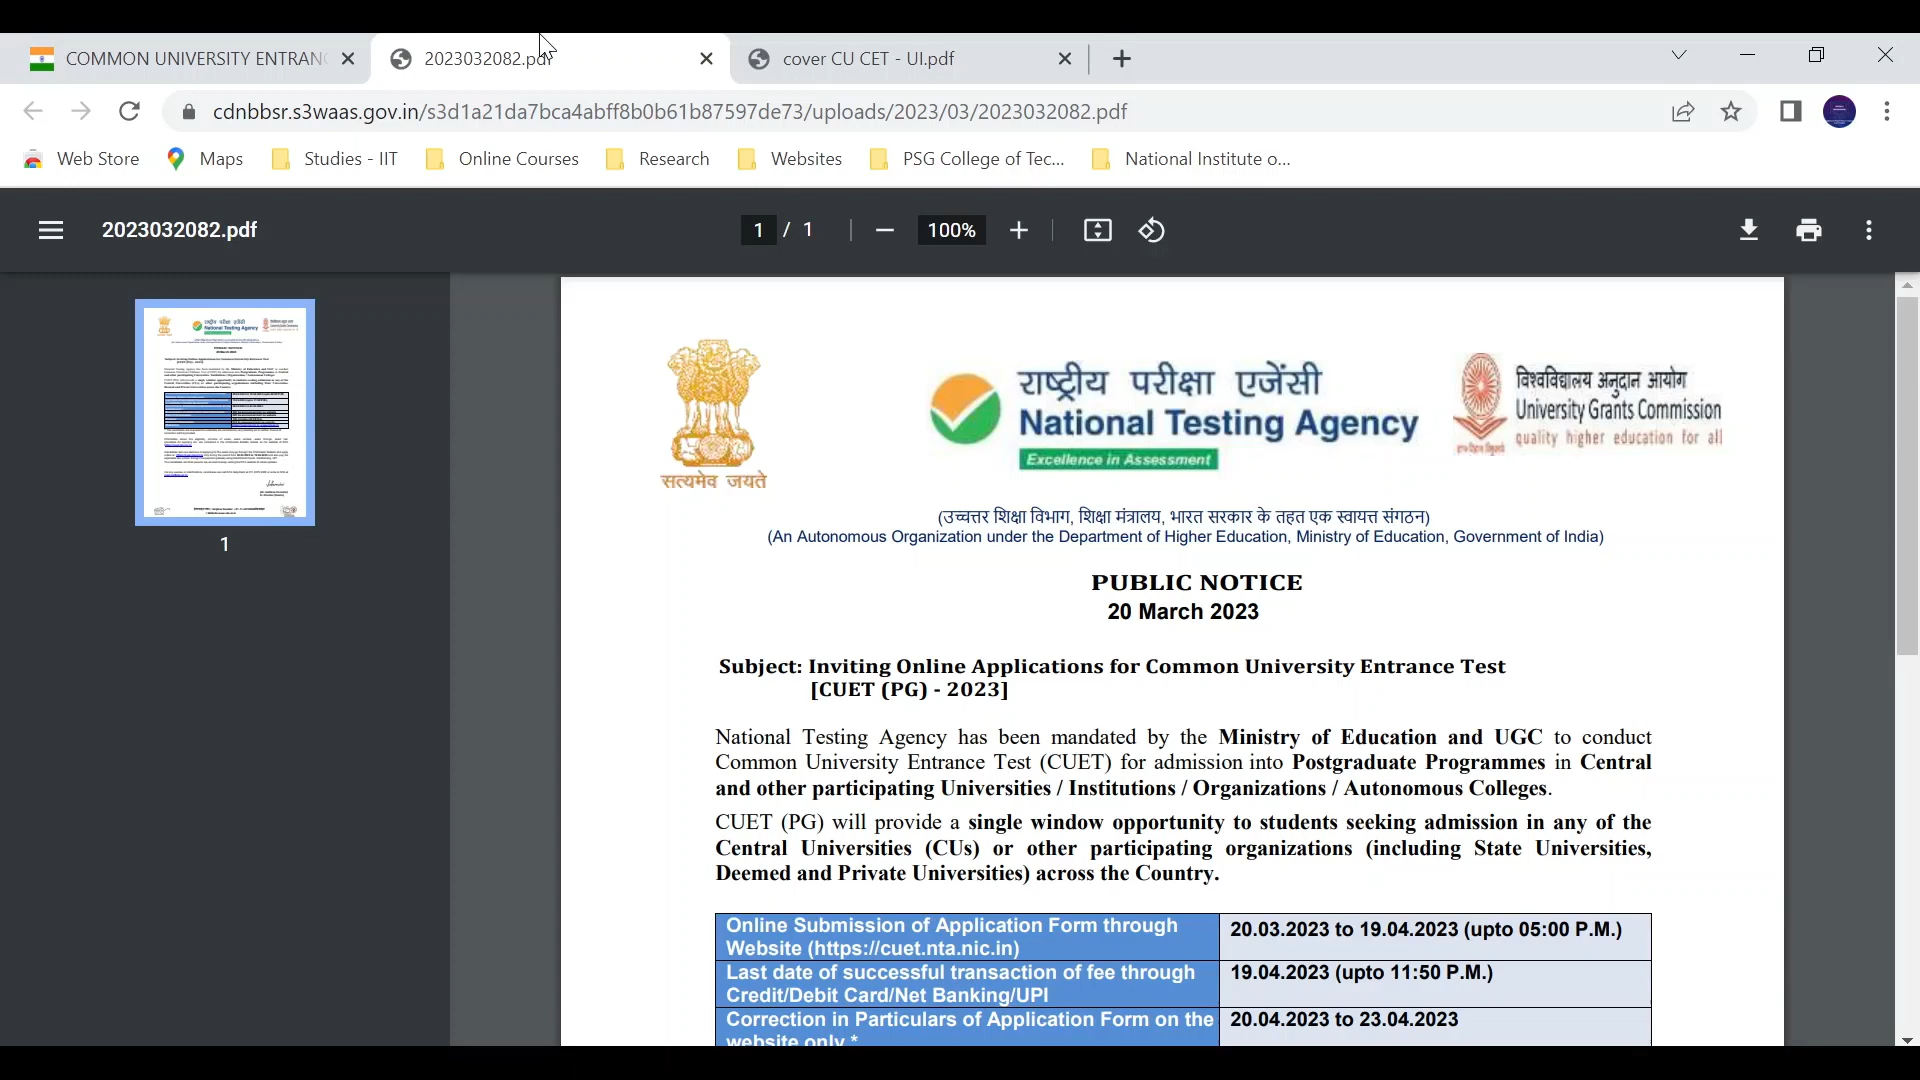 COMMON UNIVERSITY ENTRAN
2023032082.pdf
cover CU CET - UI.pdf
cdnbbsr.s3waas.gov.in/s3d1a21da7bca4abff8b0b61b87597de73/uploads/2023/03/2023032082.pdf
Web Store
Maps
Studies - IIT
Online Courses
Research
Websites
PSG College of Tec...
National Institute o...
2023032082.pdf
1 / 1
100%
1
सत्यमेव जयते
राष्ट्रीय परीक्षा एजेंसी
National Testing Agency
Excellence in Assessment
विश्वविद्यालय अनुदान आयोग
University Grants Commission
quality higher education for all
(उच्चत्तर शिक्षा विभाग, शिक्षा मंत्रालय, भारत सरकार के तहत एक स्वायत्त संगठन)
(An Autonomous Organization under the Department of Higher Education, Ministry of Education, Government of India)
PUBLIC NOTICE
20 March 2023
Subject: Inviting Online Applications for Common University Entrance Test
[CUET (PG) - 2023]
National Testing Agency has been mandated by the Ministry of Education and UGC to conduct
Common University Entrance Test (CUET) for admission into Postgraduate Programmes in Central
and other participating Universities / Institutions / Organizations / Autonomous Colleges.
CUET (PG) will provide a single window opportunity to students seeking admission in any of the
Central Universities (CUs) or other participating organizations (including State Universities,
Deemed and Private Universities) across the Country.
Online Submission of Application Form through
Website (https://cuet.nta.nic.in)
20.03.2023 to 19.04.2023 (upto 05:00 P.M.)
Last date of successful transaction of fee through
Credit/Debit Card/Net Banking/UPI
19.04.2023 (upto 11:50 P.M.)
Correction in Particulars of Application Form on the
website only *
20.04.2023 to 23.04.2023